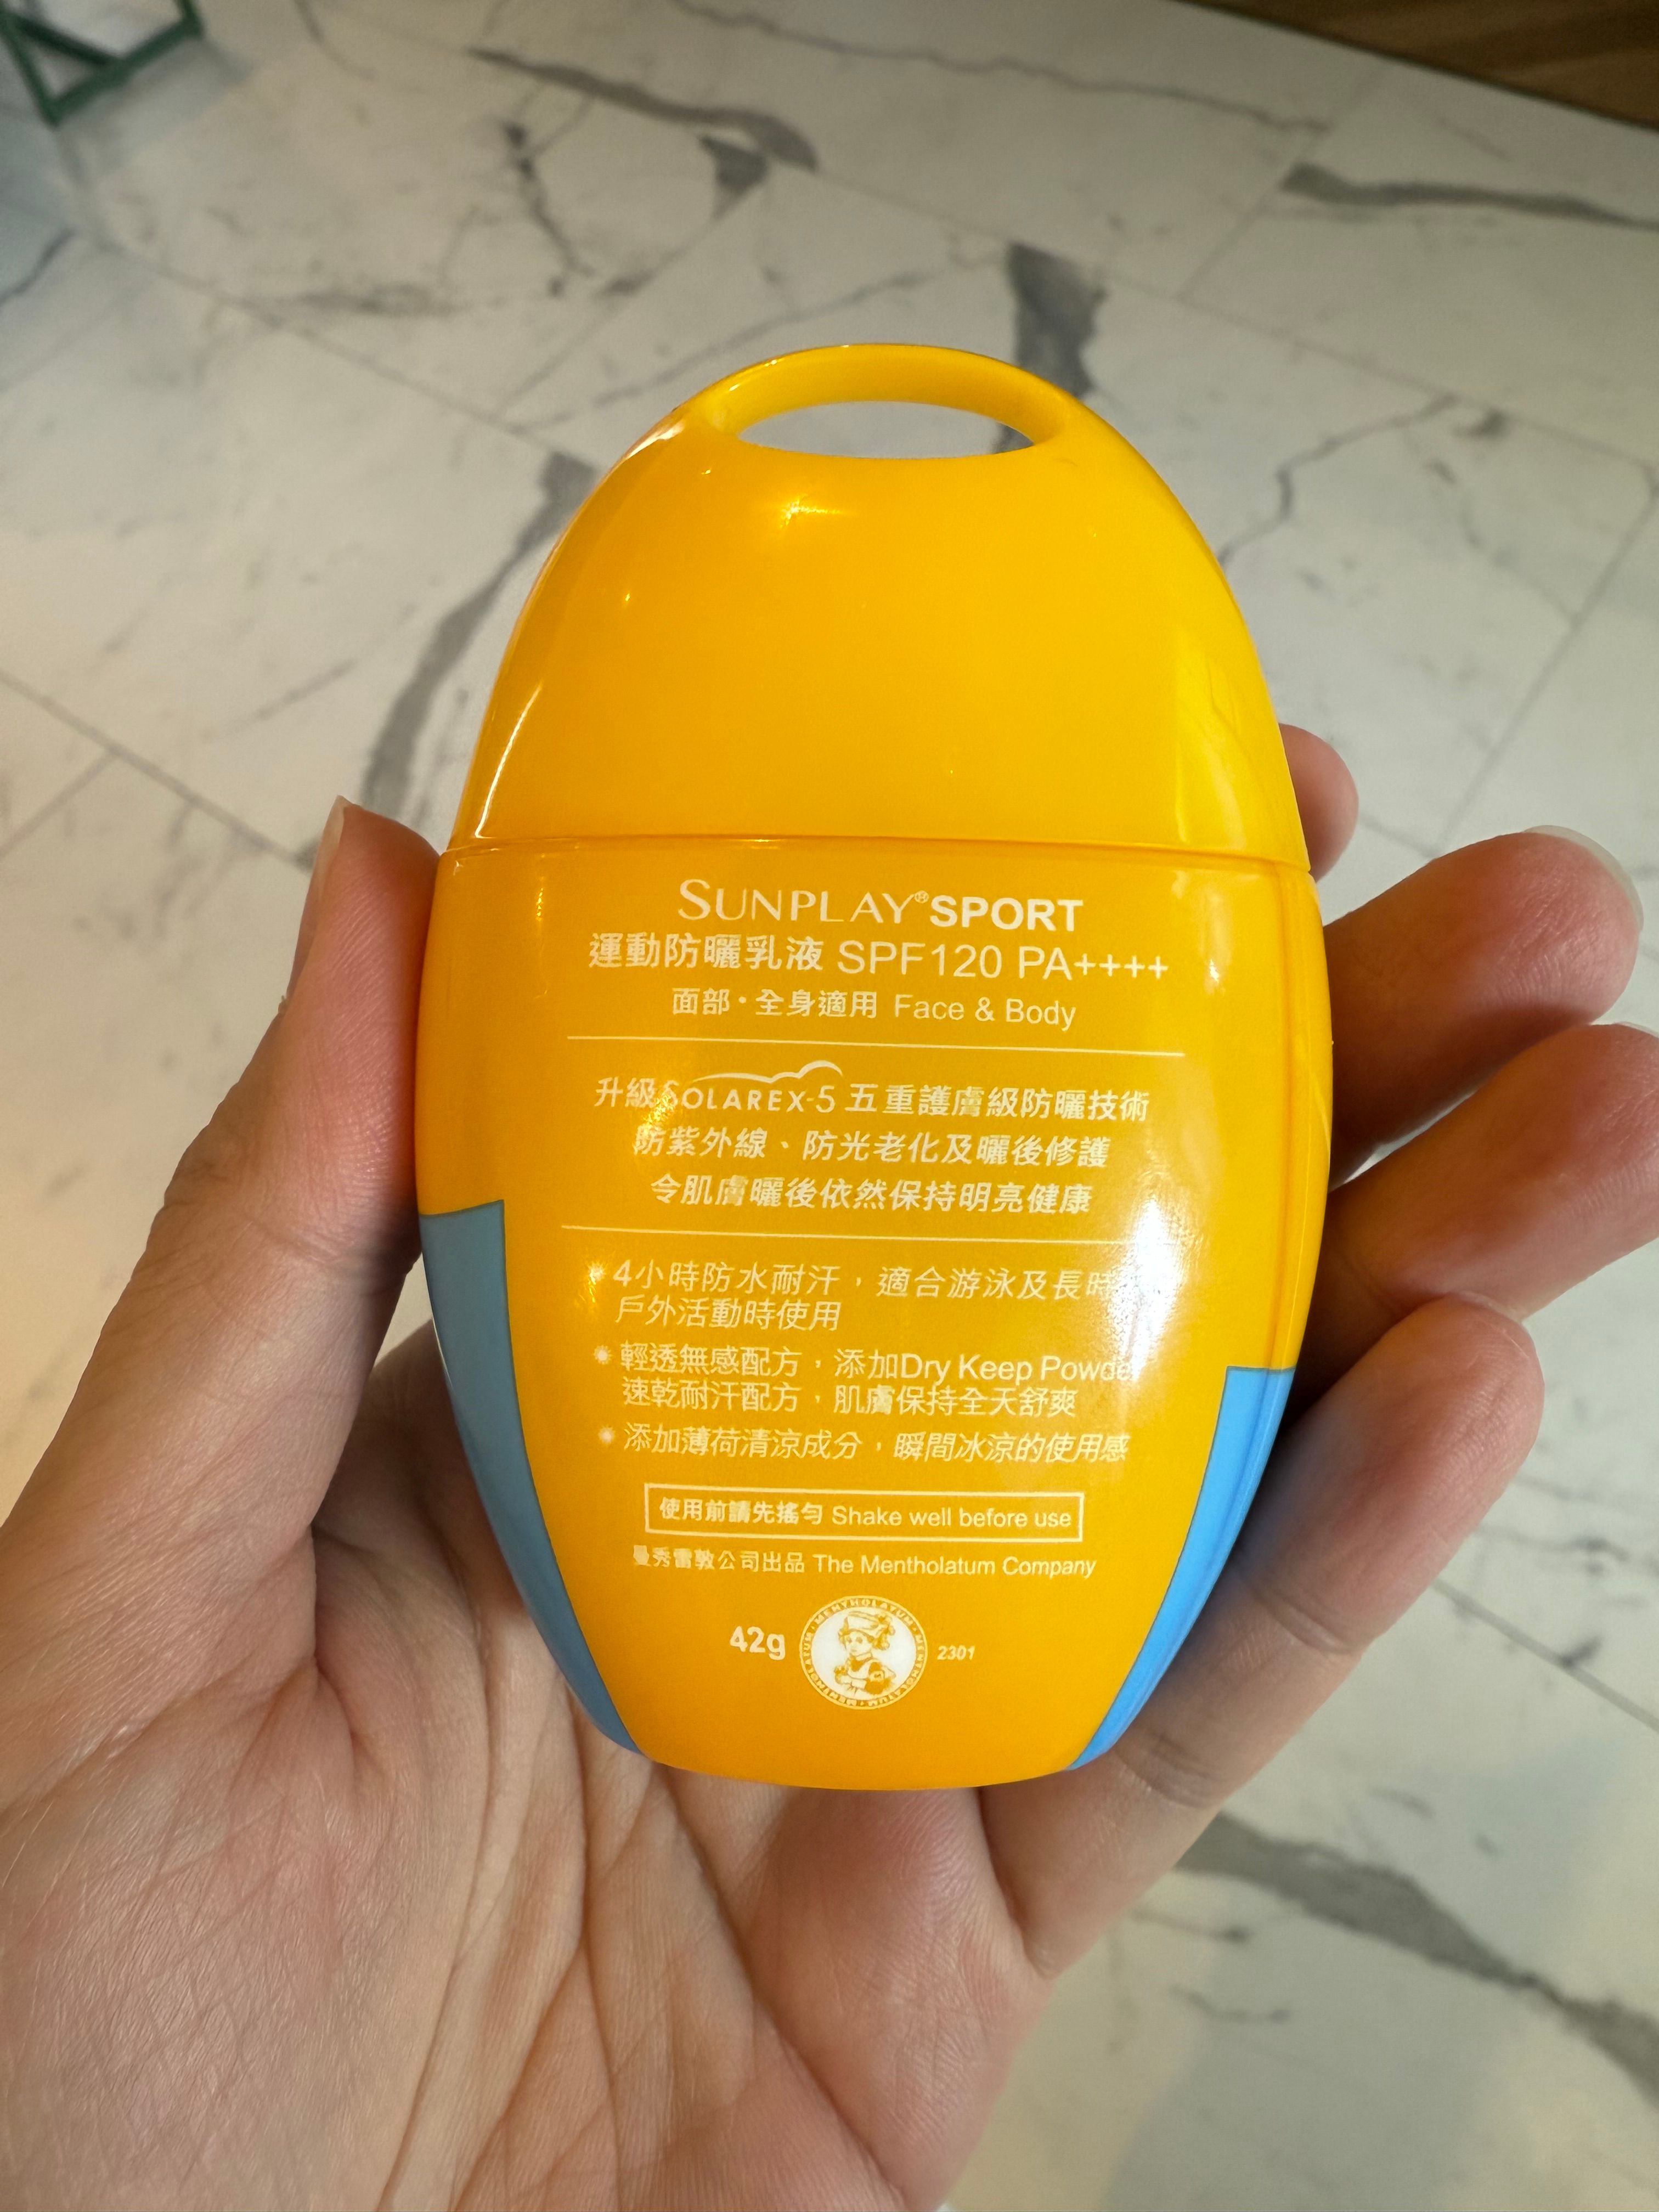 SUNPLAY®SPORT
運動防曬乳液 SPF120 PA++++
面部・全身適用 Face & Body
升級SOLAREX-5 五重護膚級防曬技術
防紫外線、防光老化及曬後修護
令肌膚曬後依然保持明亮健康
4小時防水耐汗，適合游泳及長時
戶外活動時使用
輕透無感配方，添加Dry Keep
速乾耐汗配方，肌膚保持全天舒爽
添加薄荷清涼成分，瞬間冰涼的使用感
使用前請先搖勻 Shake well before use
曼秀雷敦公司出品 The Mentholatum Company
42g
MENTHOLATUM • MENTHOLATUM • MENTHOLATUM •
2301